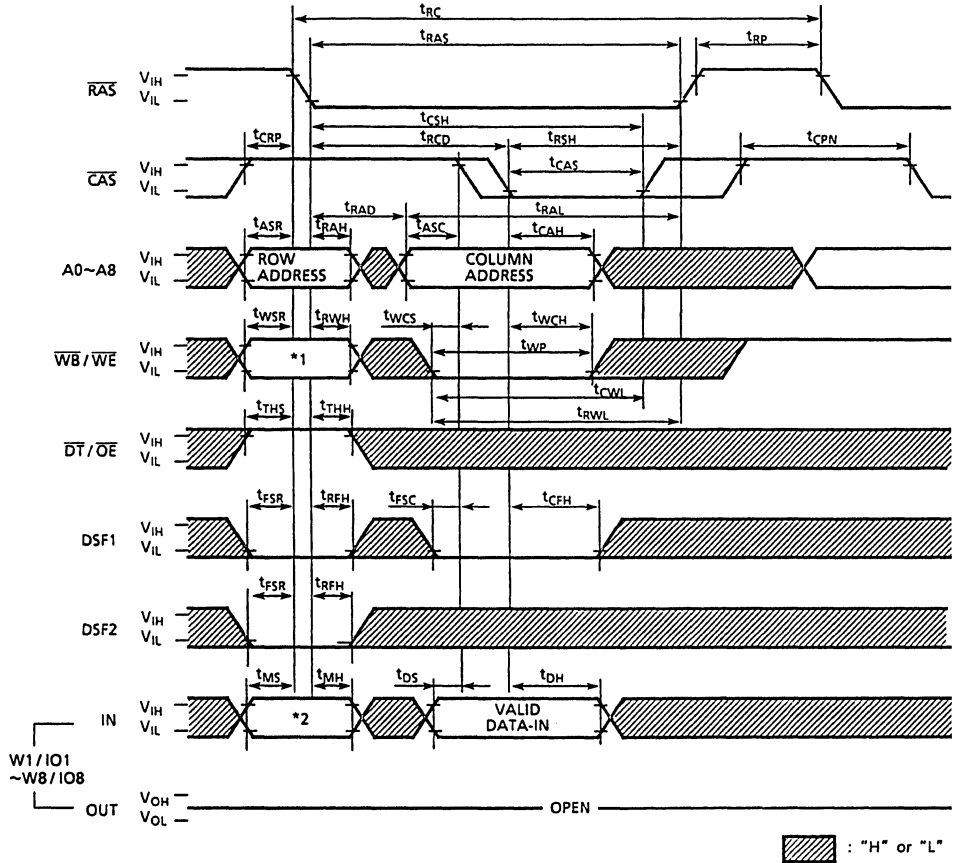 tRC
tRAS
tRP
RAS VIH
VIL
tCSH
tCRP tRCD tRSH tCPN
CAS VIH tCAS
VIL
tRAD tRAL
tASR tRAH tASC tCAH
A0~A8 VIH ROW ADDRESS COLUMN ADDRESS
VIL
tWSR tRWH tWCS tWCH
WB/WE VIH *1 tWP
VIL
tCWL
tTHS tTHH tRWL
DT/OE VIH
VIL
tFSR tRFH tFSC tCFH
DSF1 VIH
VIL
tFSR tRFH
DSF2 VIH
VIL
tMS tMH tDS tDH
IN VIH *2 VALID DATA-IN
VIL
W1/IO1
~W8/IO8
OUT VOH OPEN
VOL
: "H" or "L"